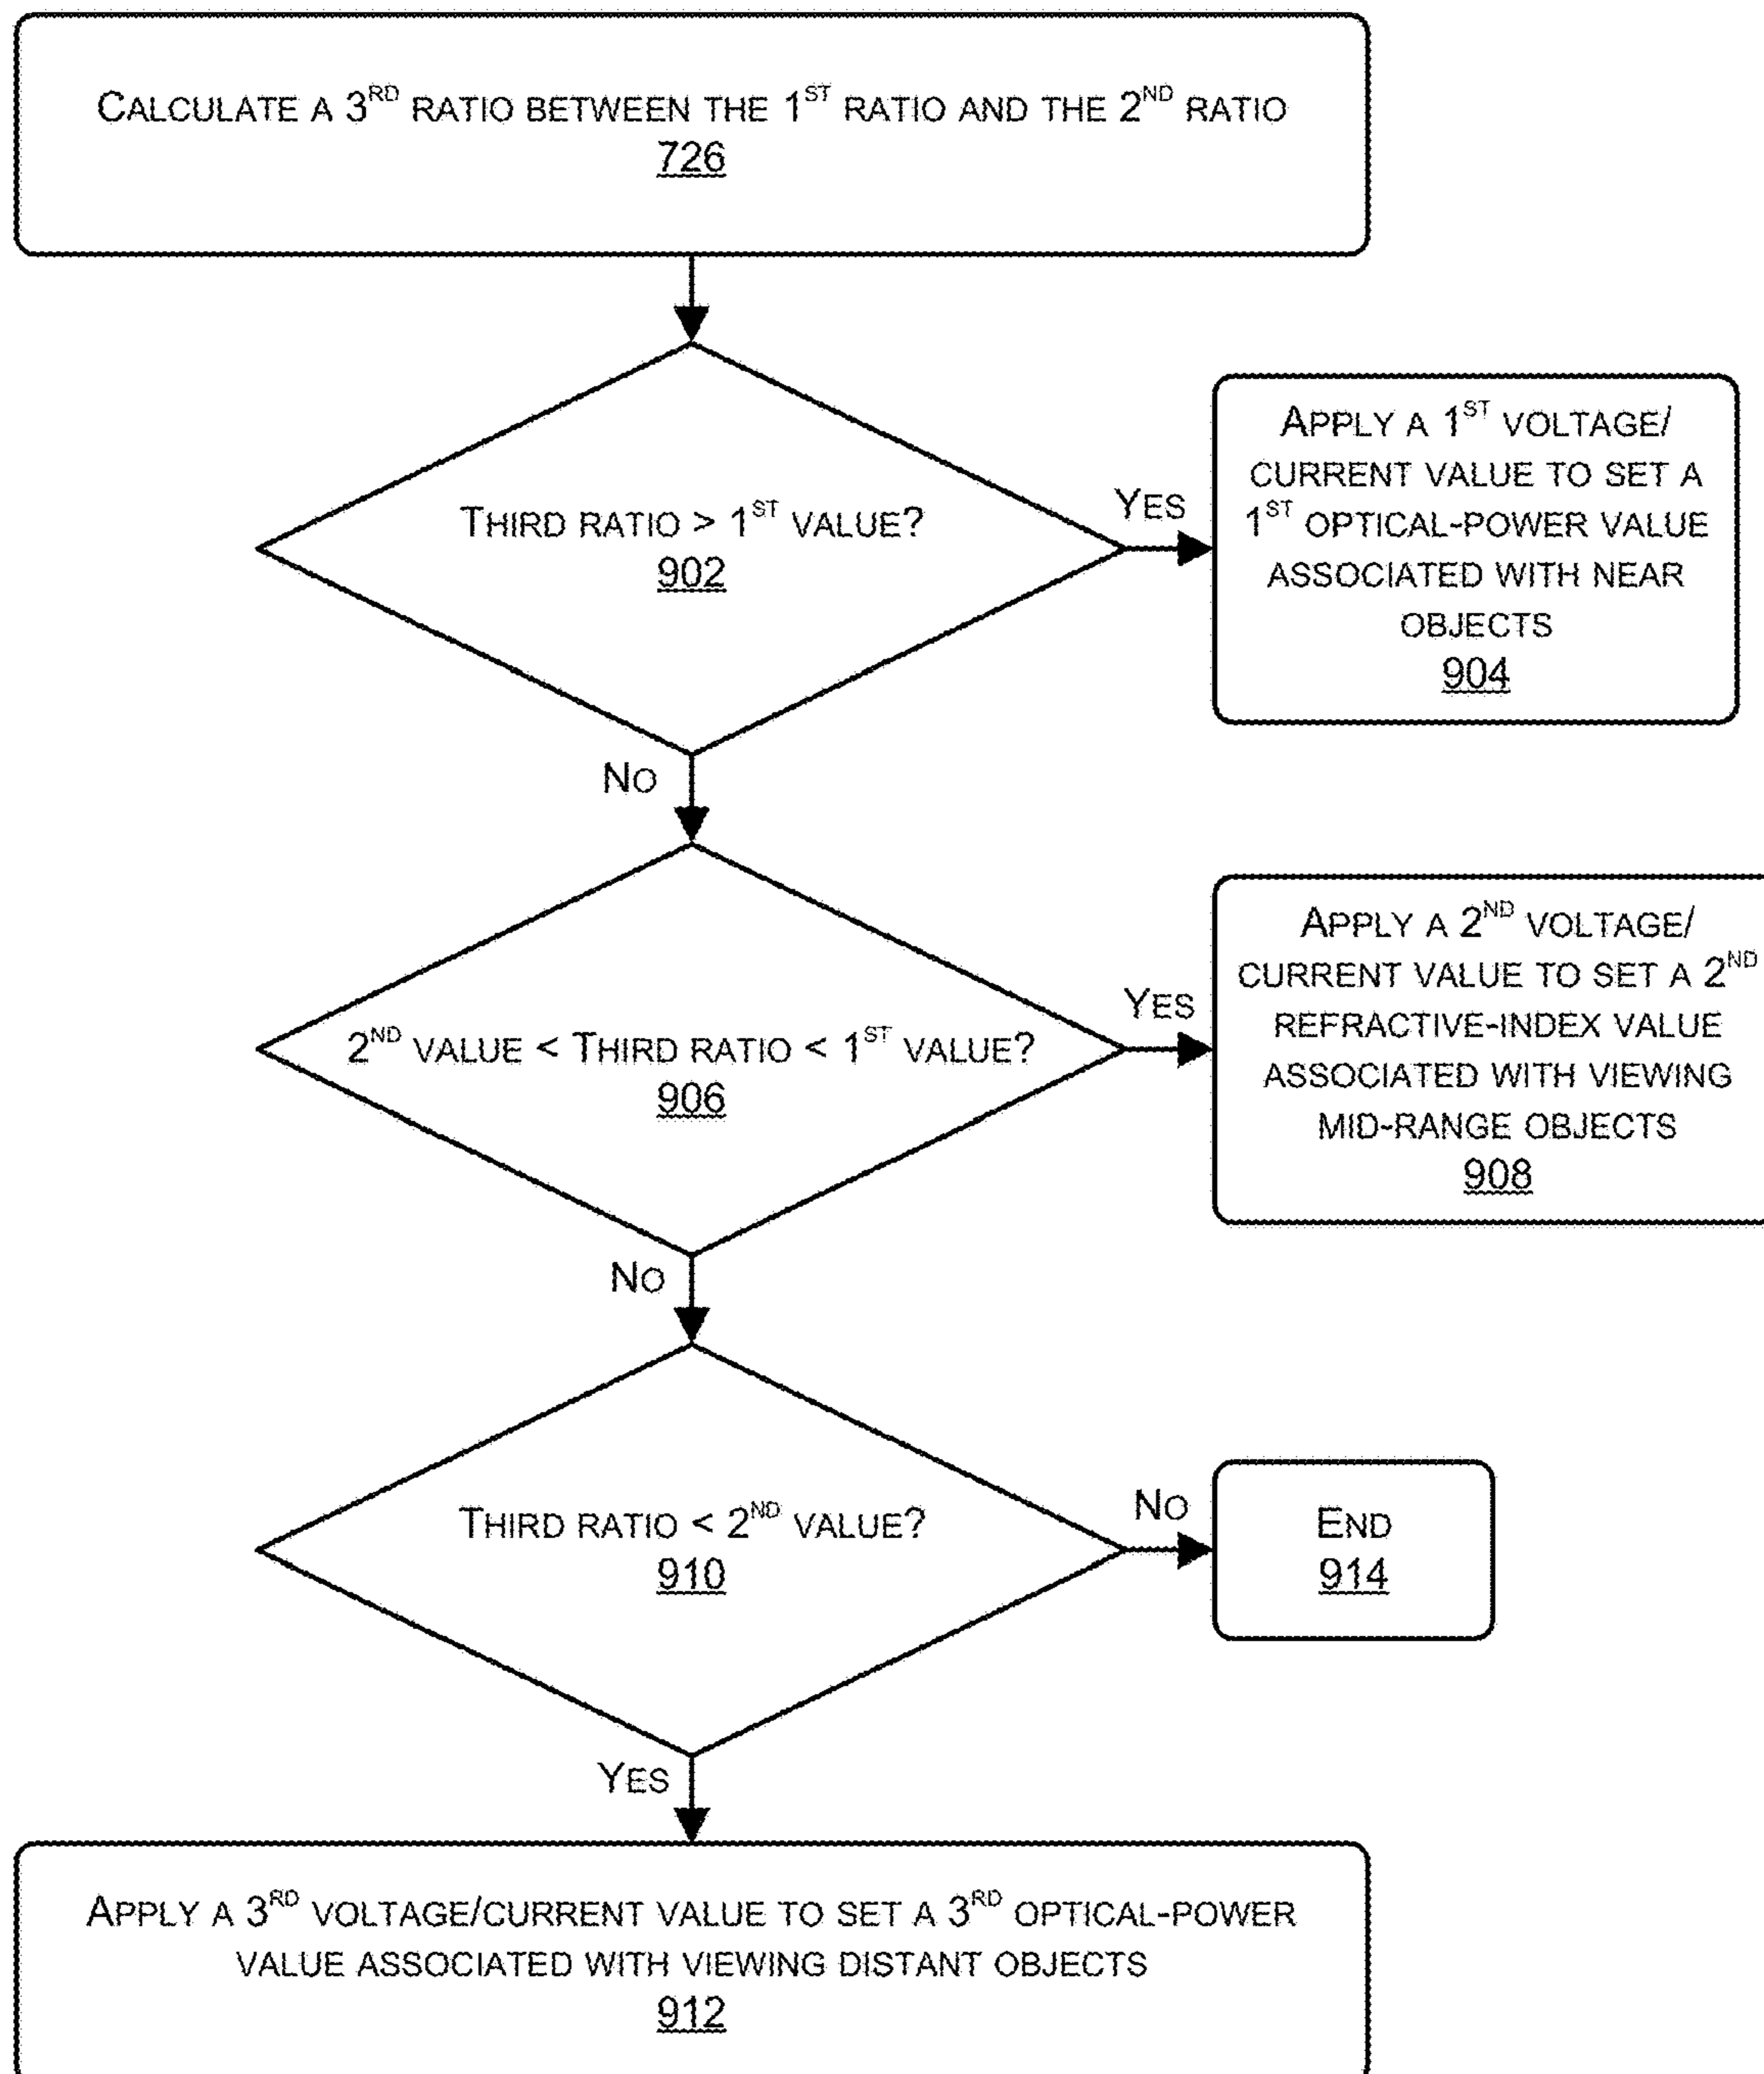 CALCULATE A 3RD RATIO BETWEEN THE 1ST RATIO AND THE 2ND RATIO
726
THIRD RATIO > 1ST VALUE?
902
YES
APPLY A 1ST VOLTAGE/
CURRENT VALUE TO SET A
1ST OPTICAL-POWER VALUE
ASSOCIATED WITH NEAR
OBJECTS
904
NO
2ND VALUE < THIRD RATIO < 1ST VALUE?
906
YES
APPLY A 2ND VOLTAGE/
CURRENT VALUE TO SET A 2ND
REFRACTIVE-INDEX VALUE
ASSOCIATED WITH VIEWING
MID-RANGE OBJECTS
908
NO
THIRD RATIO < 2ND VALUE?
910
NO
END
914
YES
APPLY A 3RD VOLTAGE/CURRENT VALUE TO SET A 3RD OPTICAL-POWER
VALUE ASSOCIATED WITH VIEWING DISTANT OBJECTS
912